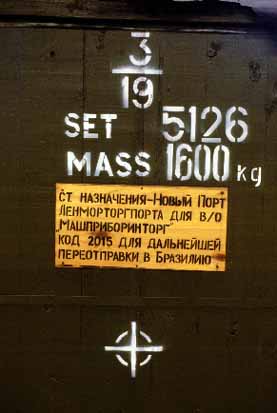 3
19
SET 5126
MASS 1600 kg
СТ НАЗНАЧЕНИЯ-НОВЫЙ ПОРТ
ЛЕНМОРТОРГПОРТА ДЛЯ В/О
"МАШПРИБОРИНТОРГ"
КОД 2015 ДЛЯ ДАЛЬНЕЙШЕЙ
ПЕРЕОТПРАВКИ В БРАЗИЛИЮ